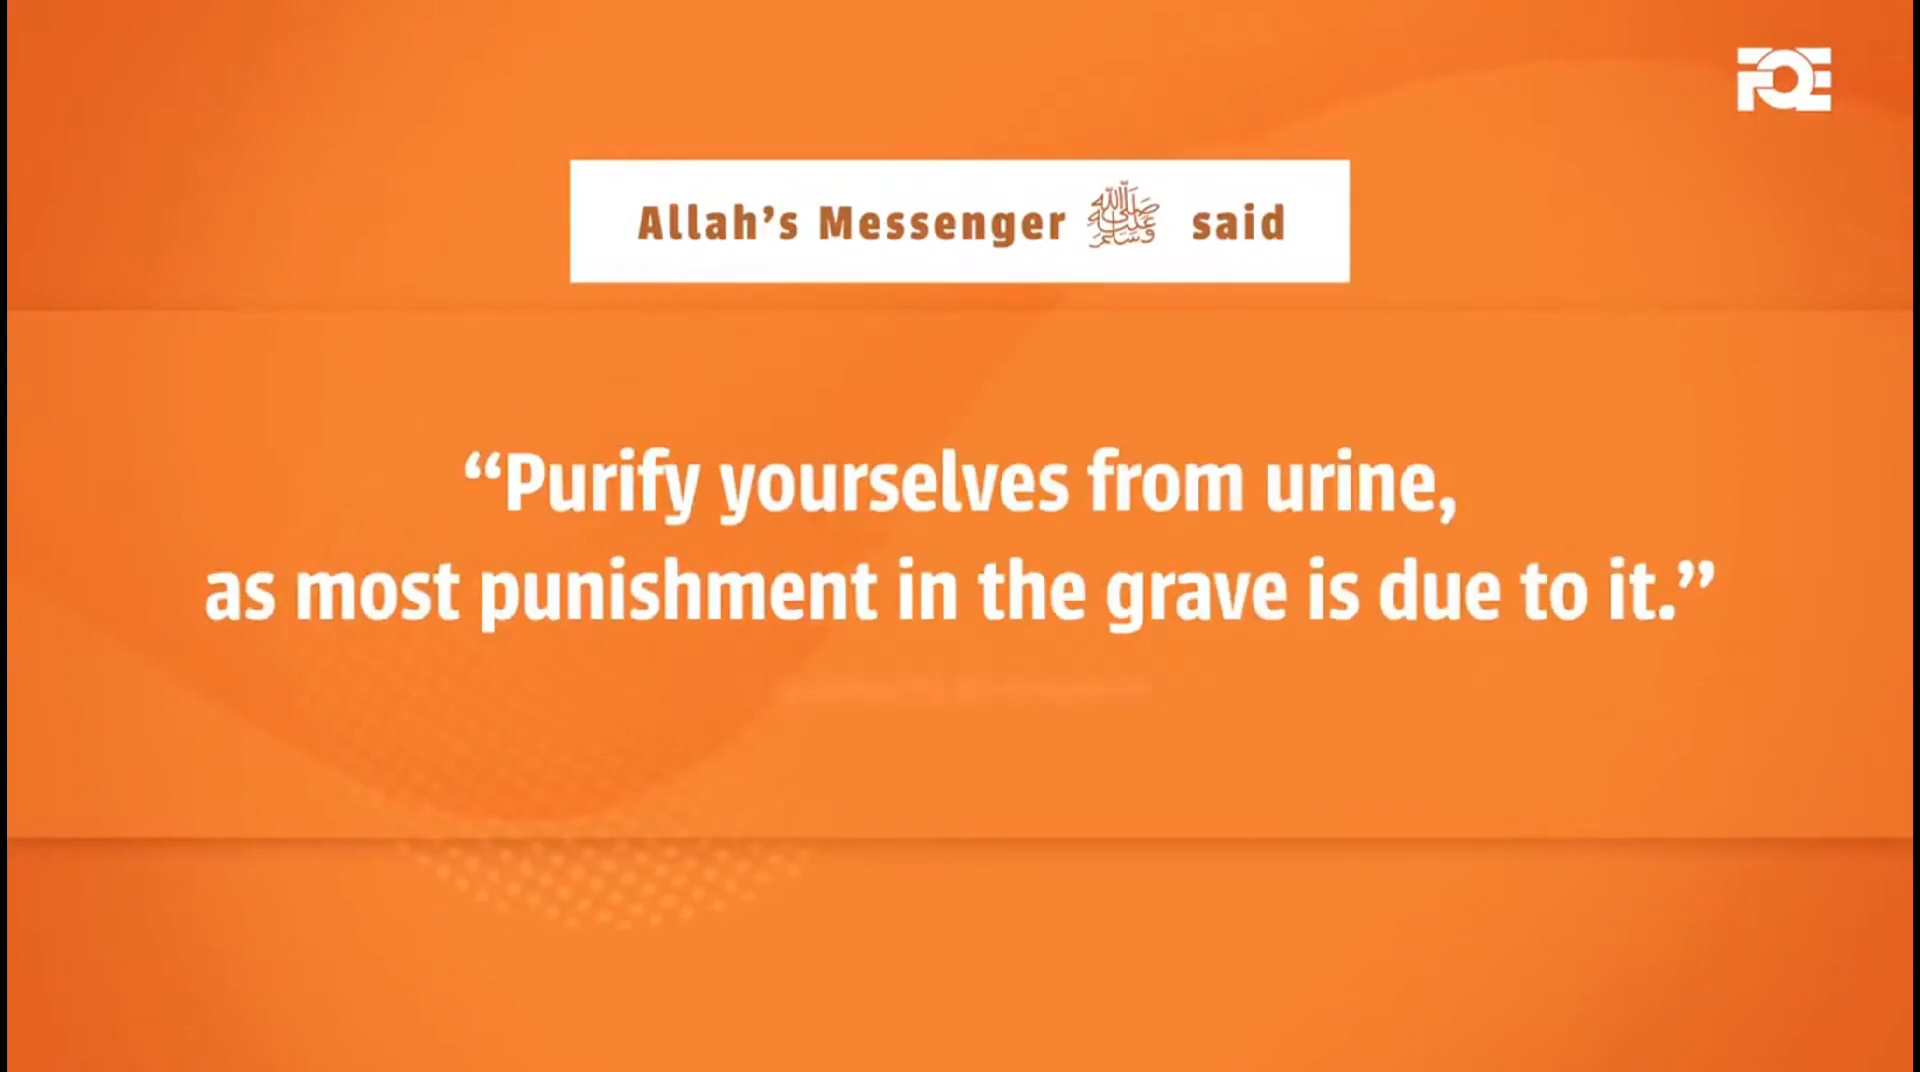 FQE
Allah’s Messenger ﷺ said
“Purify yourselves from urine,
as most punishment in the grave is due to it.”